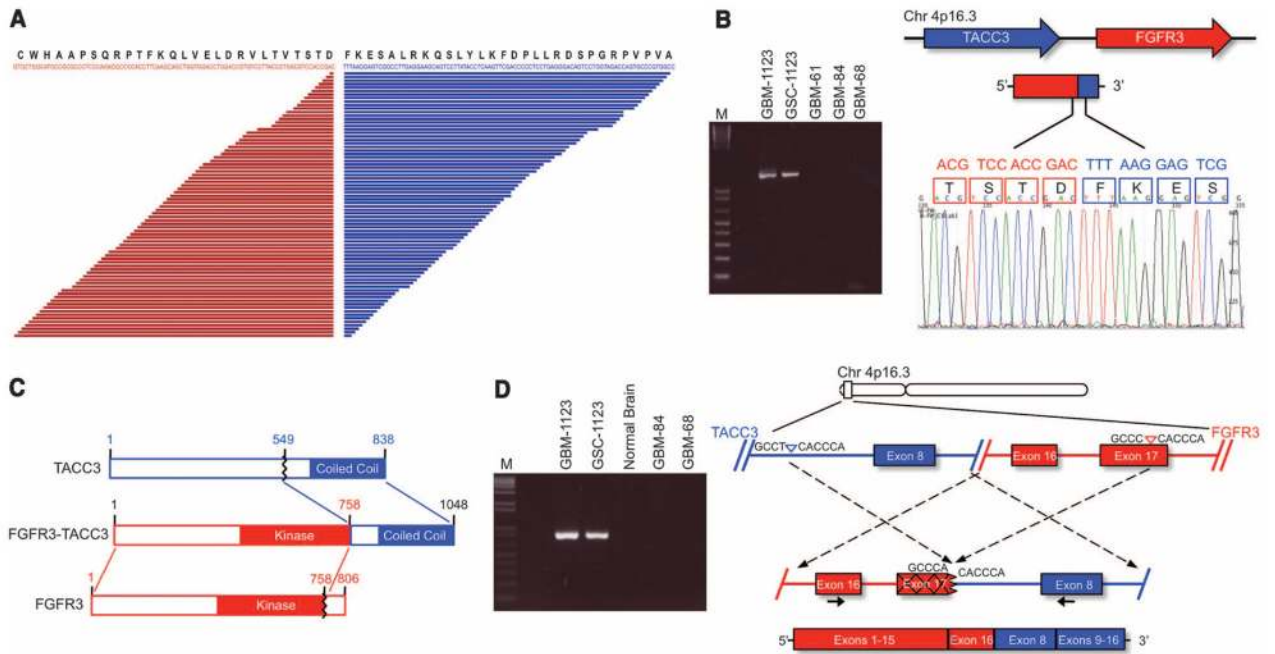 A
C W H A A P S Q R P T F K Q L V E L D R V L T V T S T D F K E S A L R K Q S L Y L K F D P L L R D S P G R P V P V A
B
M
GBM-1123
GSC-1123
GBM-61
GBM-84
GBM-68
Chr 4p16.3
TACC3
FGFR3
5'
3'
ACG TCC ACC GAC TTT AAG GAG TCG
T S T D F K E S
C
1 549 838
TACC3
Coiled Coil
1 758 1048
FGFR3-TACC3
Kinase
Coiled Coil
1 758 806
FGFR3
Kinase
D
M
GBM-1123
GSC-1123
Normal Brain
GBM-84
GBM-68
Chr 4p16.3
TACC3
FGFR3
GCCT CACCCA
GCCC CACCCA
Exon 8
Exon 16
Exon 17
GCCCA CACCCA
Exon 16
Exon 17
Exon 8
5'
Exons 1-15
Exon 16
Exon 8
Exons 9-16
3'